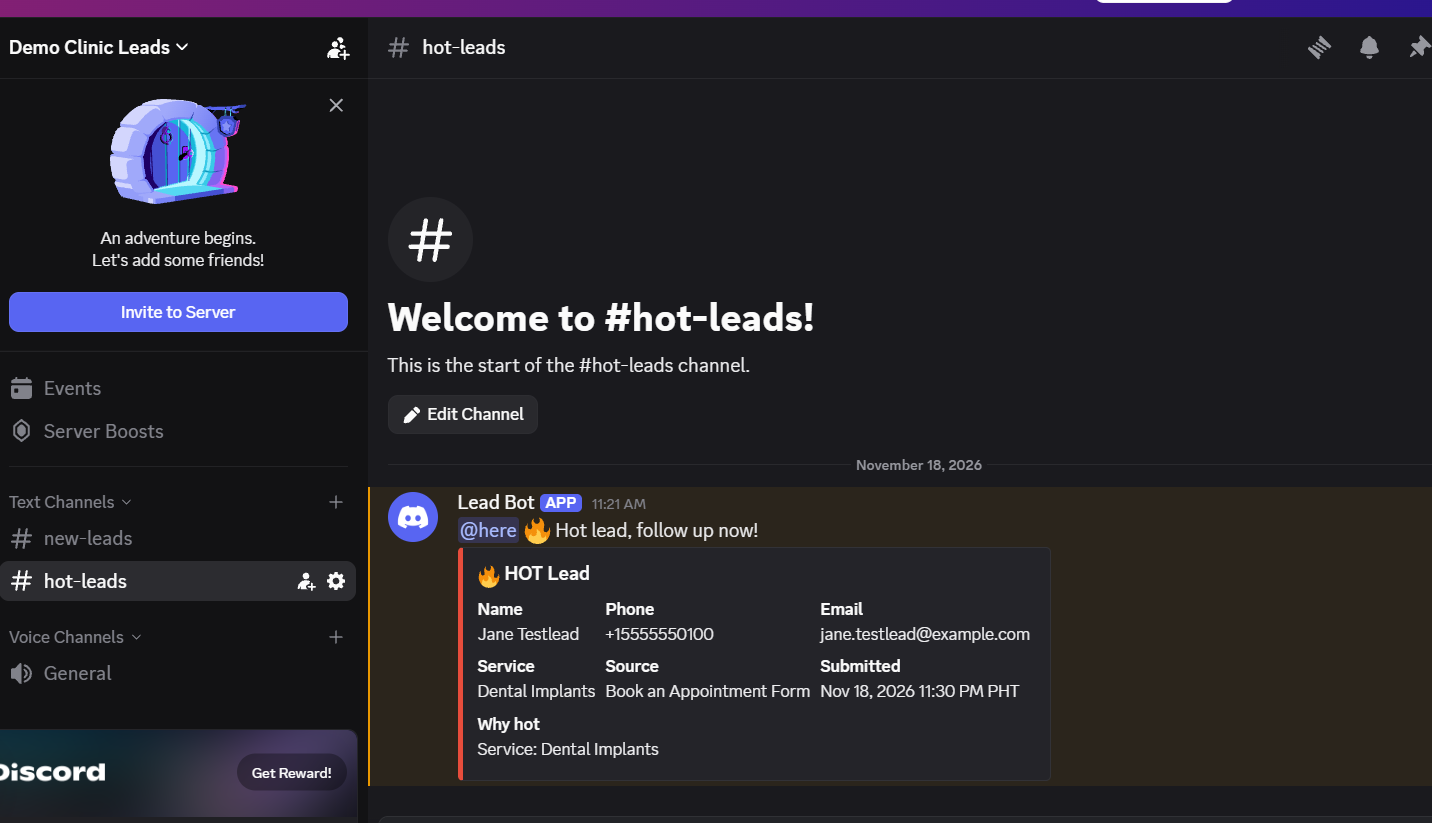 Demo Clinic Leads
An adventure begins.
Let's add some friends!
Invite to Server
Events
Server Boosts
Text Channels
new-leads
hot-leads
Voice Channels
General
Discord
Get Reward!
hot-leads
Welcome to #hot-leads!
This is the start of the #hot-leads channel.
Edit Channel
November 18, 2026
Lead Bot APP 11:21 AM
@here 🔥 Hot lead, follow up now!
🔥 HOT Lead
Name Phone Email
Jane Testlead +15555550100 jane.testlead@example.com
Service Source Submitted
Dental Implants Book an Appointment Form Nov 18, 2026 11:30 PM PHT
Why hot
Service: Dental Implants